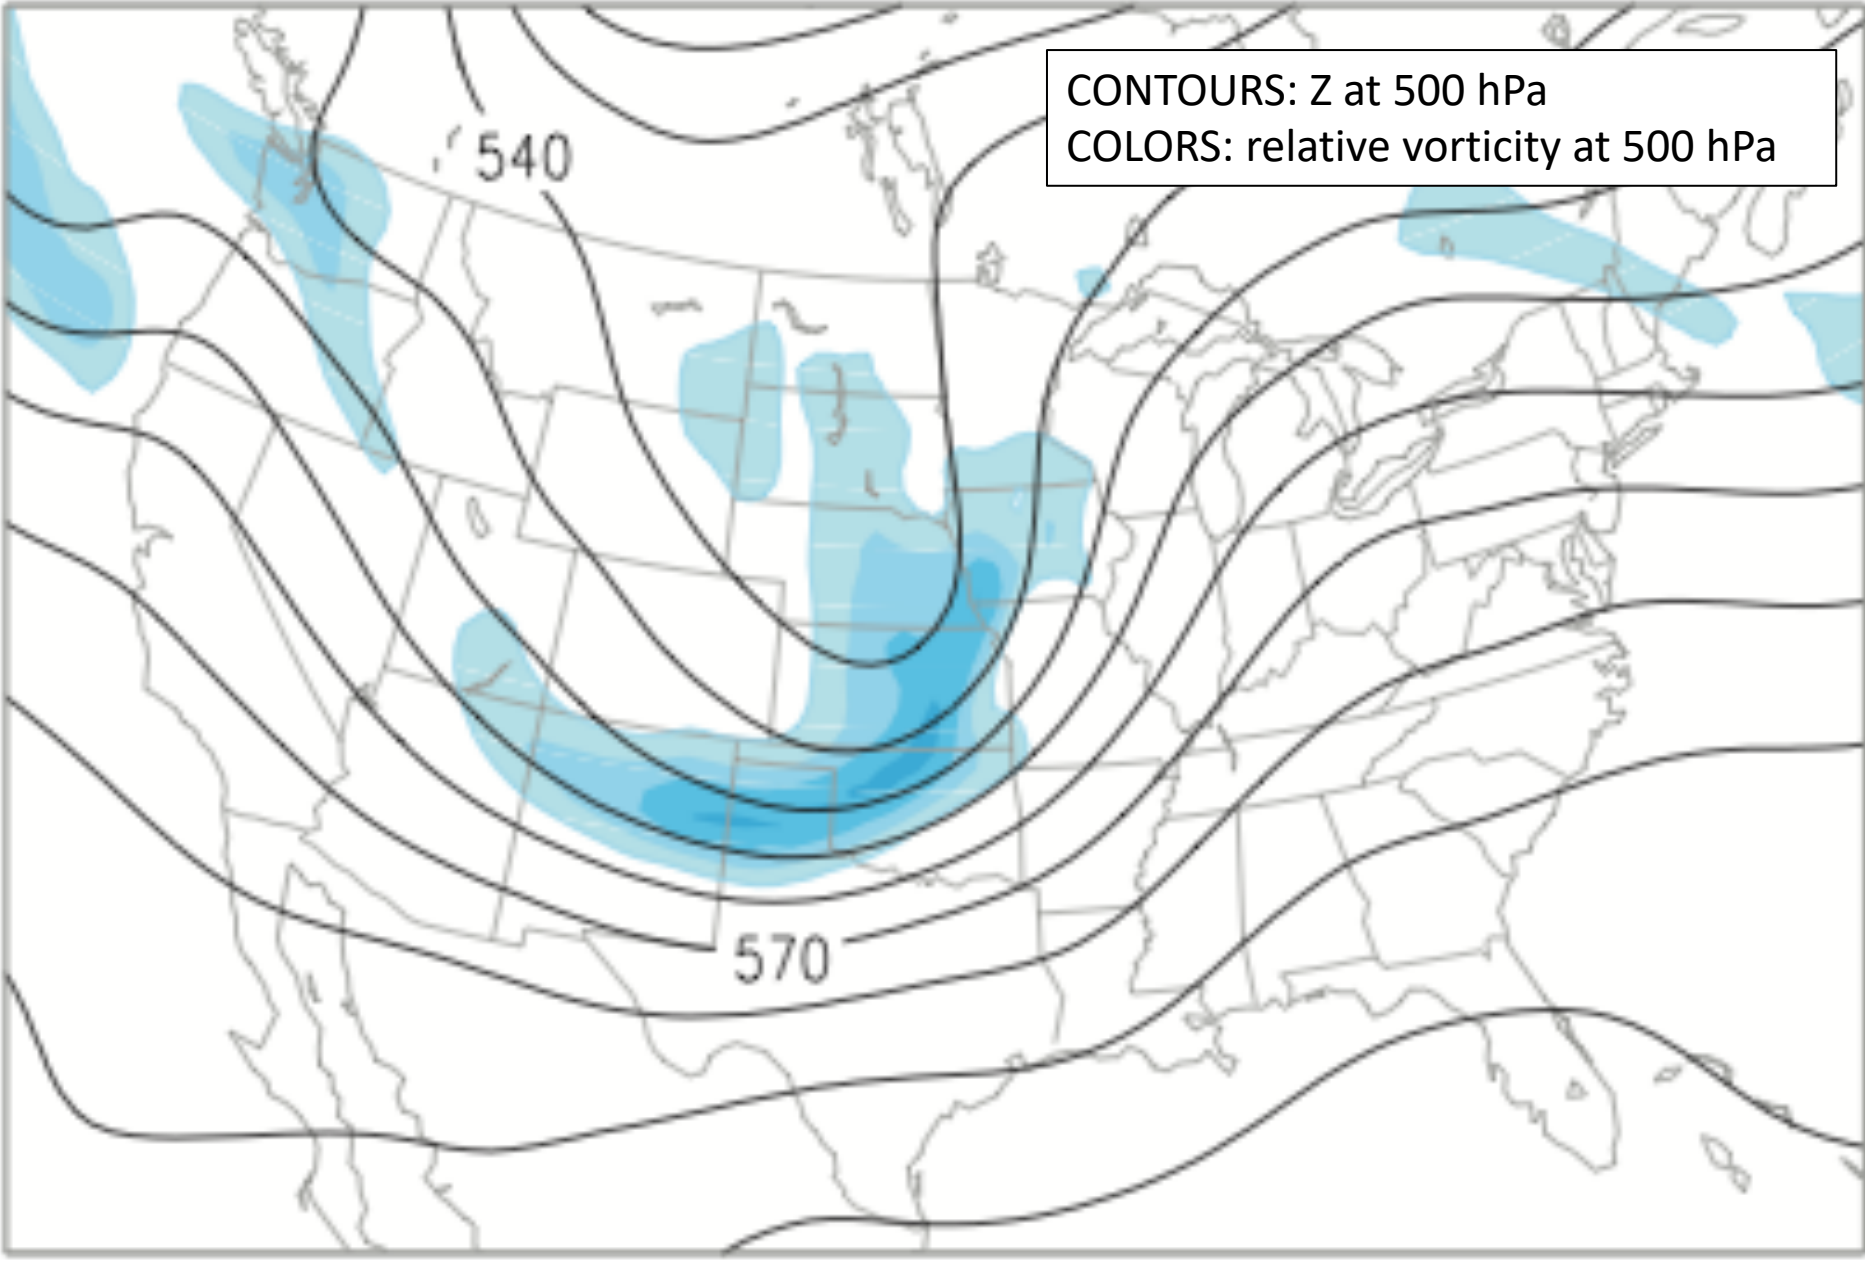 CONTOURS: Z at 500 hPa
COLORS: relative vorticity at 500 hPa
540
570